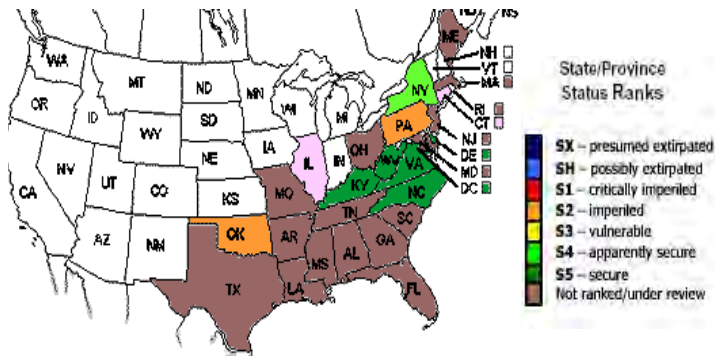 ME
NS
WA
MT
ND
MN
NH
VT
MA
OR
ID
SD
WI
MI
NY
WY
RI
CT
NE
IA
PA
NJ
NV
UT
CO
IL
IN
OH
DE
MD
DC
CA
KS
MO
KY
WV
VA
NC
AZ
NM
OK
AR
TN
SC
TX
LA
MS
AL
GA
FL
State/Province
Status Ranks
SX – presumed extirpated
SH – possibly extirpated
S1 – critically imperiled
S2 – imperiled
S3 – vulnerable
S4 – apparently secure
S5 – secure
Not ranked/under review